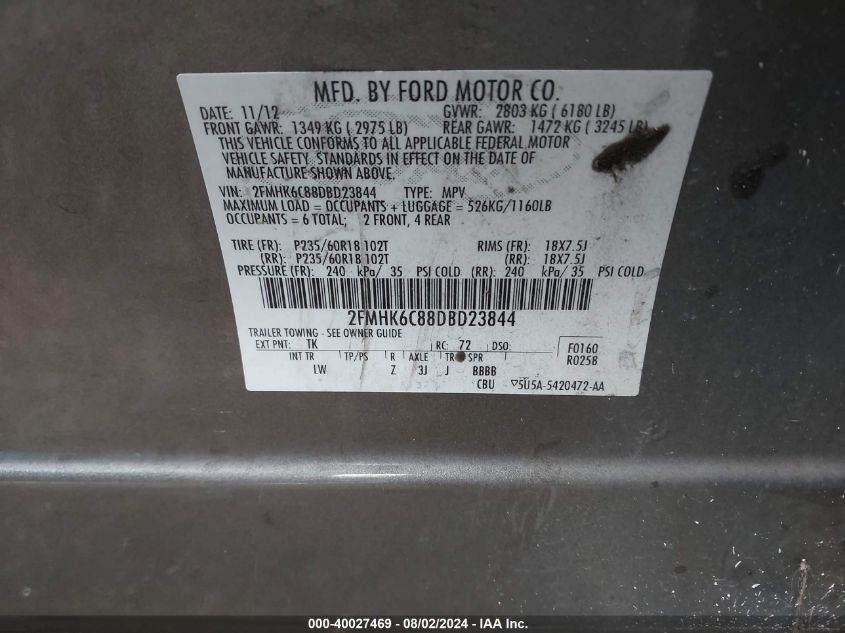 MFD. BY FORD MOTOR CO.
DATE: 11/12 GVWR: 2803 KG ( 6180 LB)
FRONT GAWR: 1349 KG ( 2975 LB) REAR GAWR: 1472 KG ( 3245 LB)
THIS VEHICLE CONFORMS TO ALL APPLICABLE FEDERAL MOTOR
VEHICLE SAFETY STANDARDS IN EFFECT ON THE DATE OF
MANUFACTURE SHOWN ABOVE.
VIN: 2FMHK6C88DBD23844 TYPE: MPV
MAXIMUM LOAD = OCCUPANTS + LUGGAGE = 526KG/1160LB
OCCUPANTS = 6 TOTAL; 2 FRONT, 4 REAR
TIRE (FR): P235/60R18 102T RIMS (FR): 18X7.5J
(RR): P235/60R18 102T (RR): 18X7.5J
PRESSURE (FR): 240 kPa/ 35 PSI COLD (RR): 240 kPa/ 35 PSI COLD
2FMHK6C88DBD23844
TRAILER TOWING - SEE OWNER GUIDE
EXT PNT: TK RC: 72 DSO: F0160
INT TR TP/PS R AXLE TR SPR R0258
LW Z 3J J BBBB
CBU ▽5U5A-5420472-AA
000-40027469 - 08/02/2024 - IAA Inc.